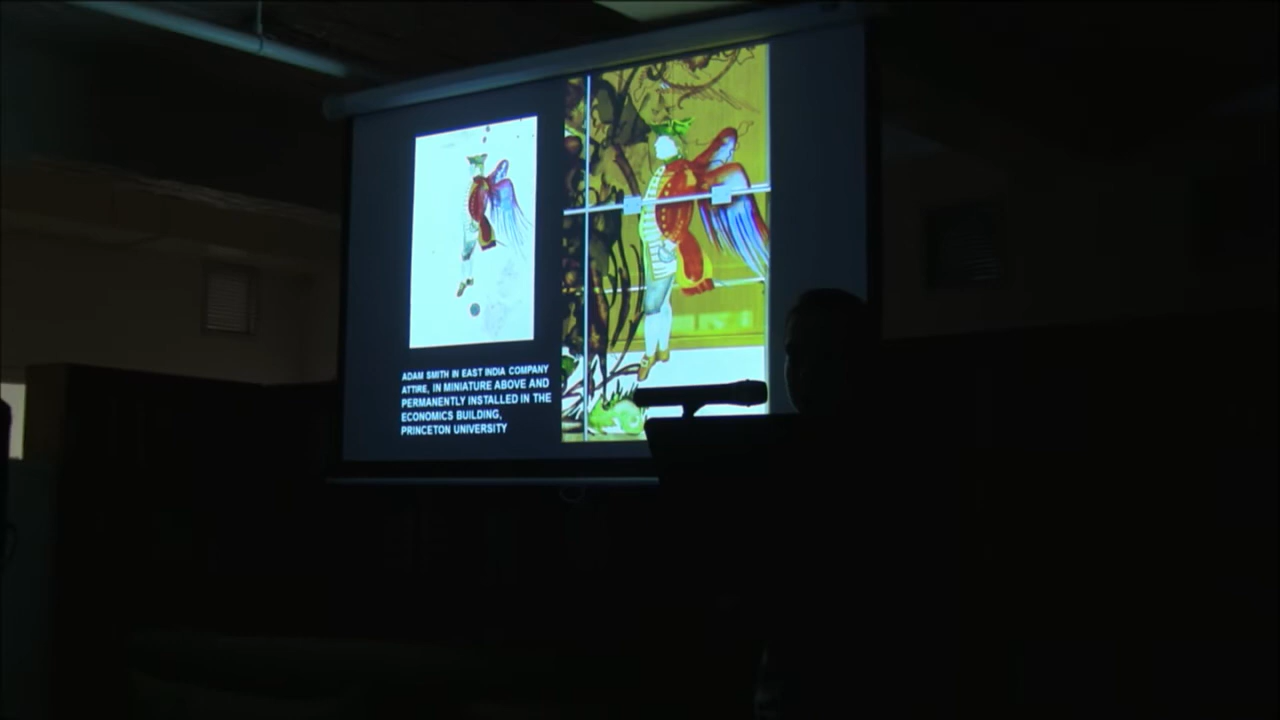 ADAM SMITH IN EAST INDIA COMPANY
ATTIRE, IN MINIATURE ABOVE AND
PERMANENTLY INSTALLED IN THE
ECONOMICS BUILDING,
PRINCETON UNIVERSITY